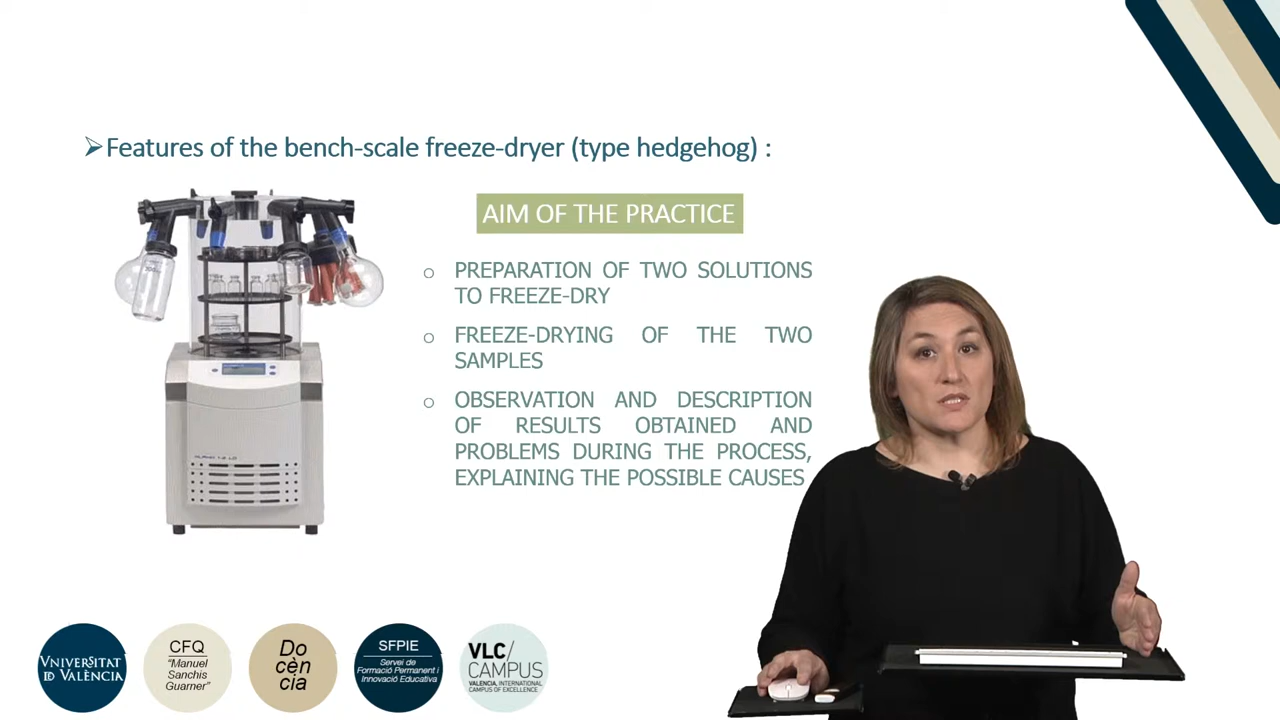 ➢Features of the bench-scale freeze-dryer (type hedgehog) :
AIM OF THE PRACTICE
o PREPARATION OF TWO SOLUTIONS
TO FREEZE-DRY
o FREEZE-DRYING OF THE TWO
SAMPLES
o OBSERVATION AND DESCRIPTION
OF RESULTS OBTAINED AND
PROBLEMS DURING THE PROCESS,
EXPLAINING THE POSSIBLE CAUSES
VNIVERSITAT
ID VALÈNCIA
CFQ
"Manuel
Sanchis
Guarner"
Do
cèn
cia
SFPIE
Servei de
Formació Permanent i
Innovació Educativa
VLC/
CAMPUS
VALENCIA, INTERNATIONAL
CAMPUS OF EXCELLENCE